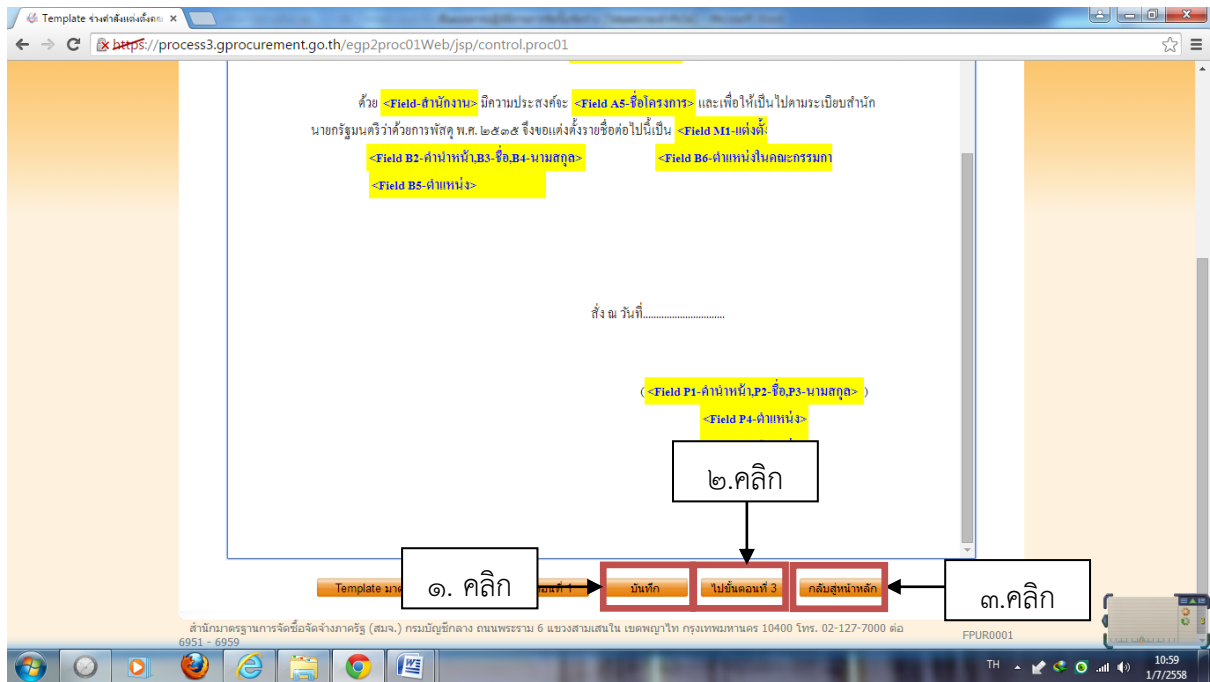 Template ร่างคำสั่งแต่งตั้งคณ
https://process3.gprocurement.go.th/egp2proc01Web/jsp/control.proc01
ด้วย <Field-สำนักงาน> มีความประสงค์จะ <Field A5-ชื่อโครงการ> และเพื่อให้เป็นไปตามระเบียบสำนัก
นายกรัฐมนตรีว่าด้วยการพัสดุ พ.ศ. ๒๕๓๕ จึงขอแต่งตั้งรายชื่อต่อไปนี้เป็น <Field M1-แต่งตั้ง
<Field B2-คำนำหน้า,B3-ชื่อ,B4-นามสกุล> <Field B6-ตำแหน่งในคณะกรรมกา
<Field B5-ตำแหน่ง>
สั่ง ณ วันที่...............................
( <Field P1-คำนำหน้า,P2-ชื่อ,P3-นามสกุล> )
<Field P4-ตำแหน่ง>
๒.คลิก
๑. คลิก
๓.คลิก
Template มาต อนที่ 1 บันทึก ไปขั้นตอนที่ 3 กลับสู่หน้าหลัก
สำนักมาตรฐานการจัดซื้อจัดจ้างภาครัฐ (สมจ.) กรมบัญชีกลาง ถนนพระราม 6 แขวงสามเสนใน เขตพญาไท กรุงเทพมหานคร 10400 โทร. 02-127-7000 ต่อ
6951 - 6959
FPUR0001
TH
10:59
1/7/2558